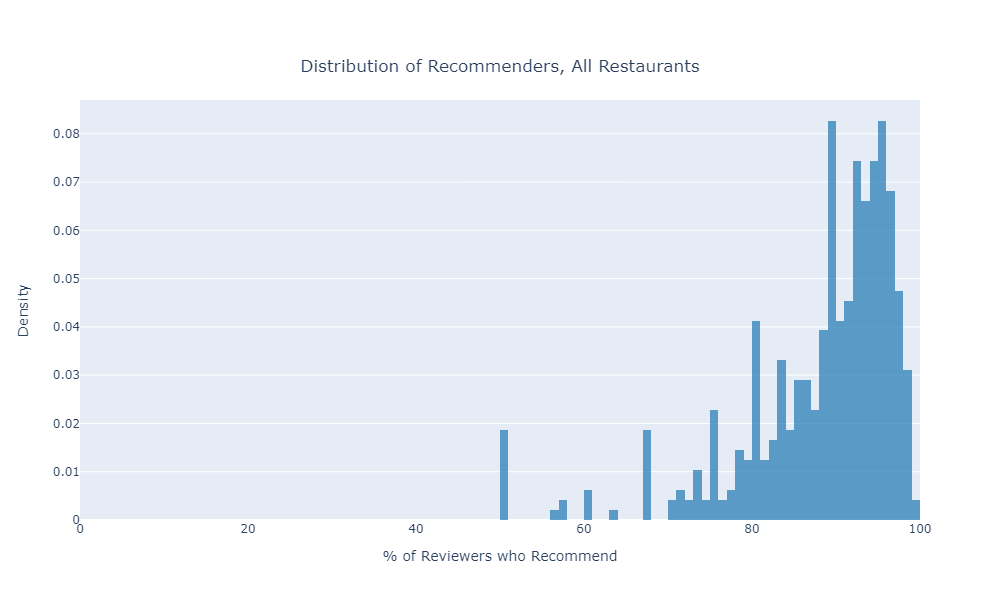 Distribution of Recommenders, All Restaurants
0.08
0.07
0.06
0.05
0.04
0.03
0.02
0.01
0
Density
0 20 40 60 80 100
% of Reviewers who Recommend